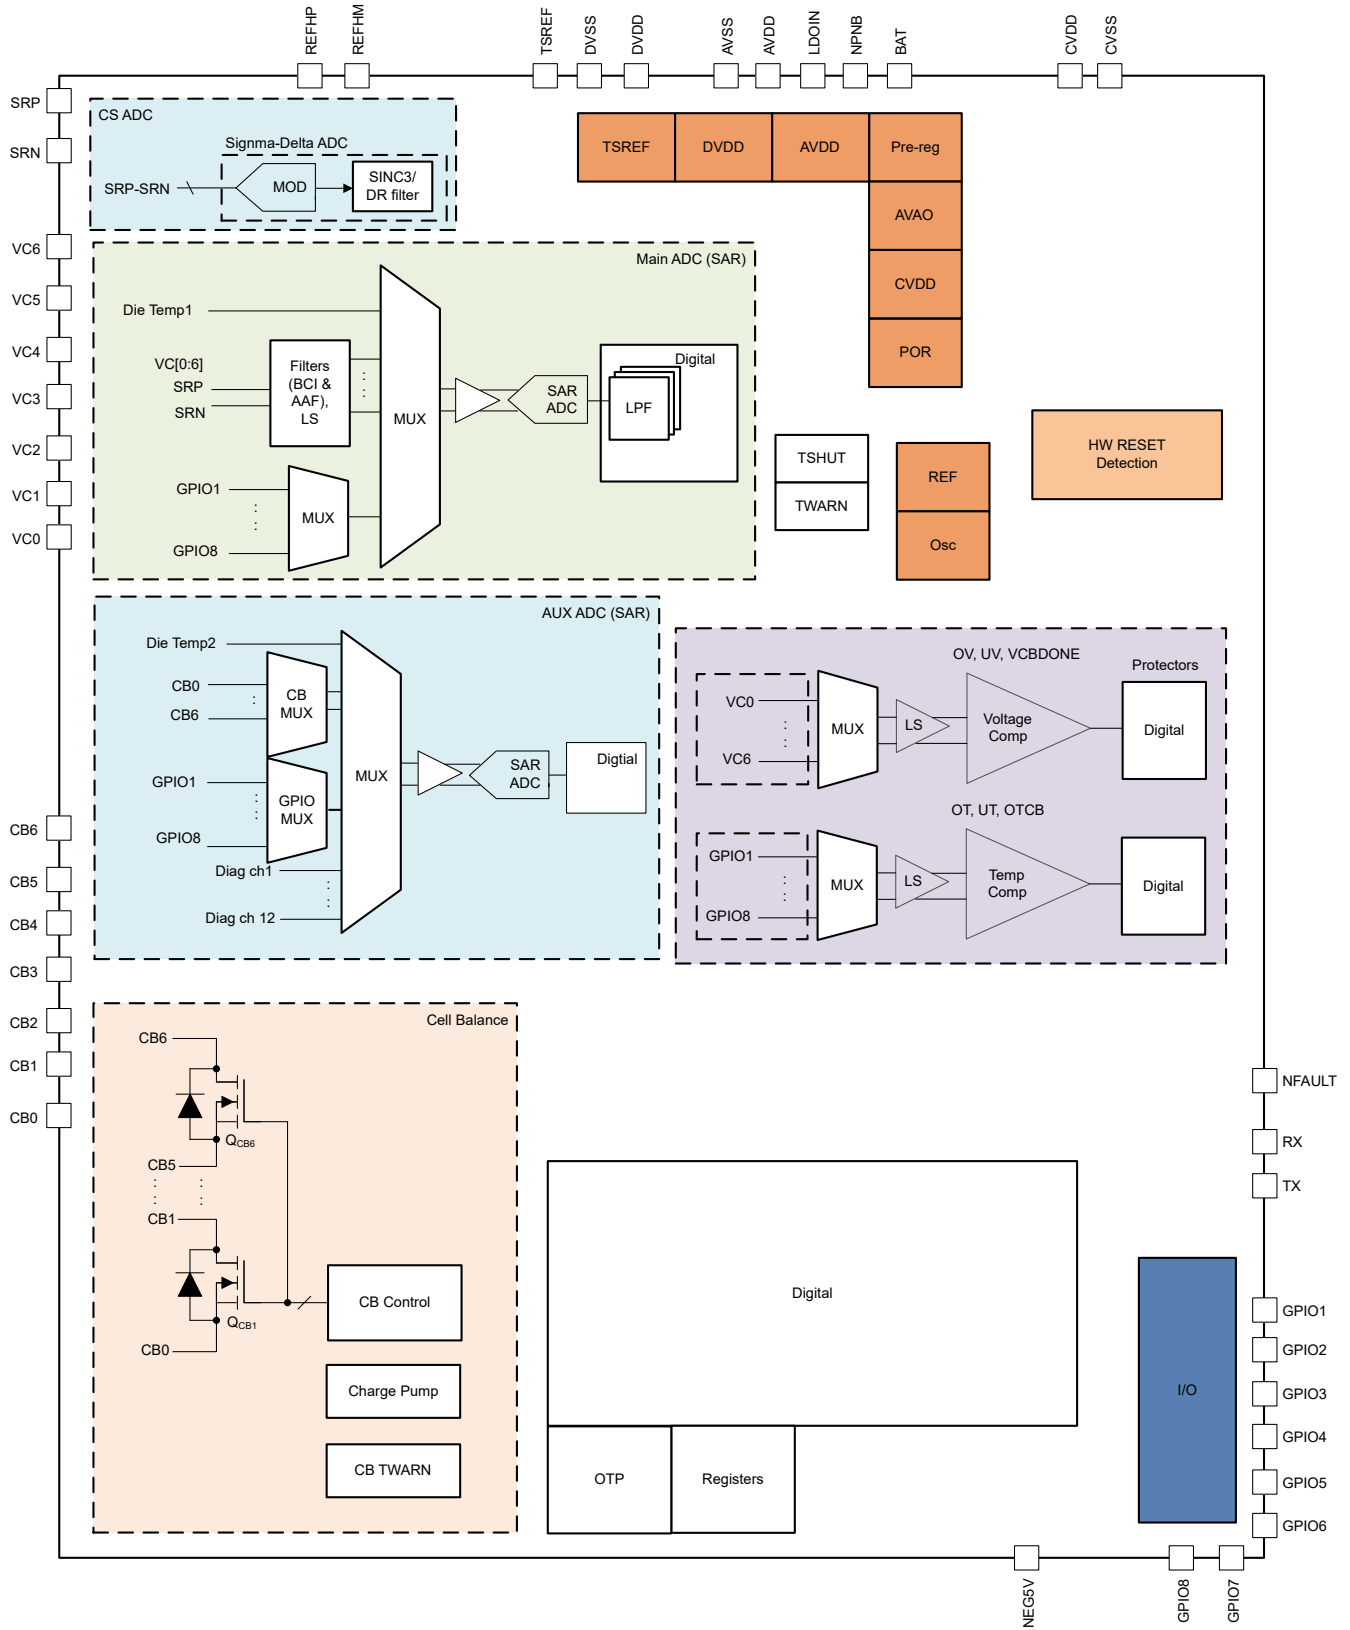 REFHP
REFHM
TSREF
DVSS
DVDD
AVSS
AVDD
LDOIN
NPNB
BAT
CVDD
CVSS
SRP
SRN
VC6
VC5
VC4
VC3
VC2
VC1
VC0
CB6
CB5
CB4
CB3
CB2
CB1
CB0
CS ADC
Signma-Delta ADC
SRP-SRN
MOD
SINC3/
DR filter
TSREF
DVDD
AVDD
Pre-reg
AVAO
CVDD
POR
Main ADC (SAR)
Die Temp1
VC[0:6]
SRP
SRN
Filters
(BCI &
AAF),
LS
GPIO1
GPIO8
MUX
MUX
SAR
ADC
Digital
LPF
TSHUT
TWARN
REF
Osc
HW RESET
Detection
AUX ADC (SAR)
Die Temp2
CB0
CB6
CB
MUX
GPIO1
GPIO8
GPIO
MUX
Diag ch1
Diag ch 12
MUX
SAR
ADC
Digtial
OV, UV, VCBDONE
Protectors
VC0
VC6
MUX
LS
Voltage
Comp
Digital
OT, UT, OTCB
GPIO1
GPIO8
MUX
LS
Temp
Comp
Digital
Cell Balance
CB6
QCB6
CB5
CB1
QCB1
CB0
CB Control
Charge Pump
CB TWARN
Digital
OTP
Registers
I/O
NFAULT
RX
TX
GPIO1
GPIO2
GPIO3
GPIO4
GPIO5
GPIO6
NEG5V
GPIO8
GPIO7